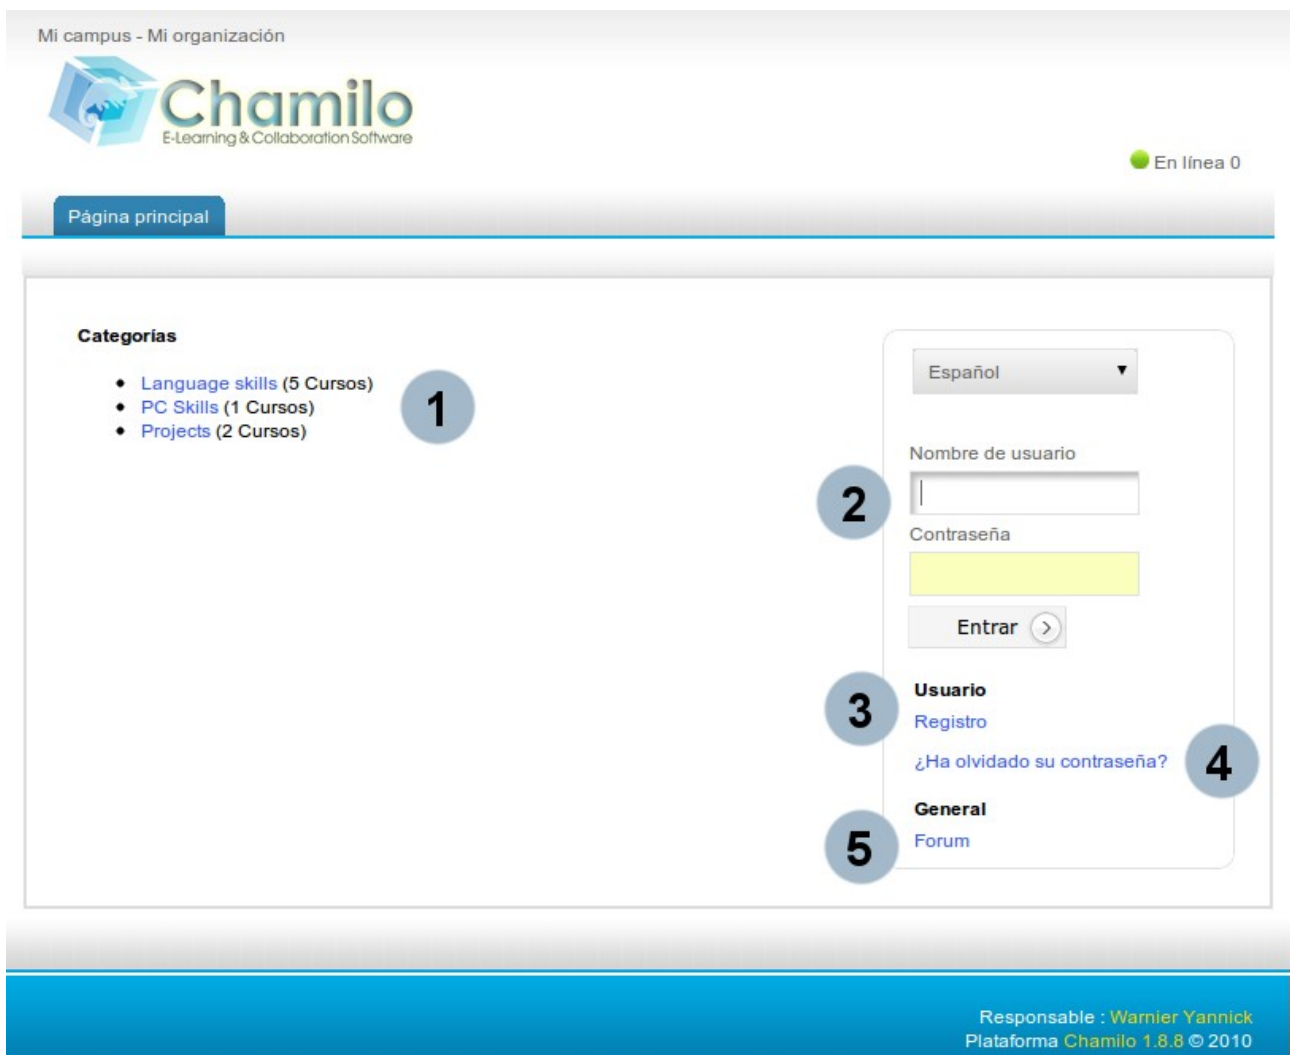 Mi campus - Mi organización
Chamilo
E-Learning & Collaboration Software
En línea 0
Página principal
Categorías
Language skills (5 Cursos)
PC Skills (1 Cursos)
Projects (2 Cursos)
1
Español
Nombre de usuario
2
Contraseña
Entrar
Usuario
3
Registro
¿Ha olvidado su contraseña?
4
General
5
Forum
Responsable : Warnier Yannick
Plataforma Chamilo 1.8.8 © 2010